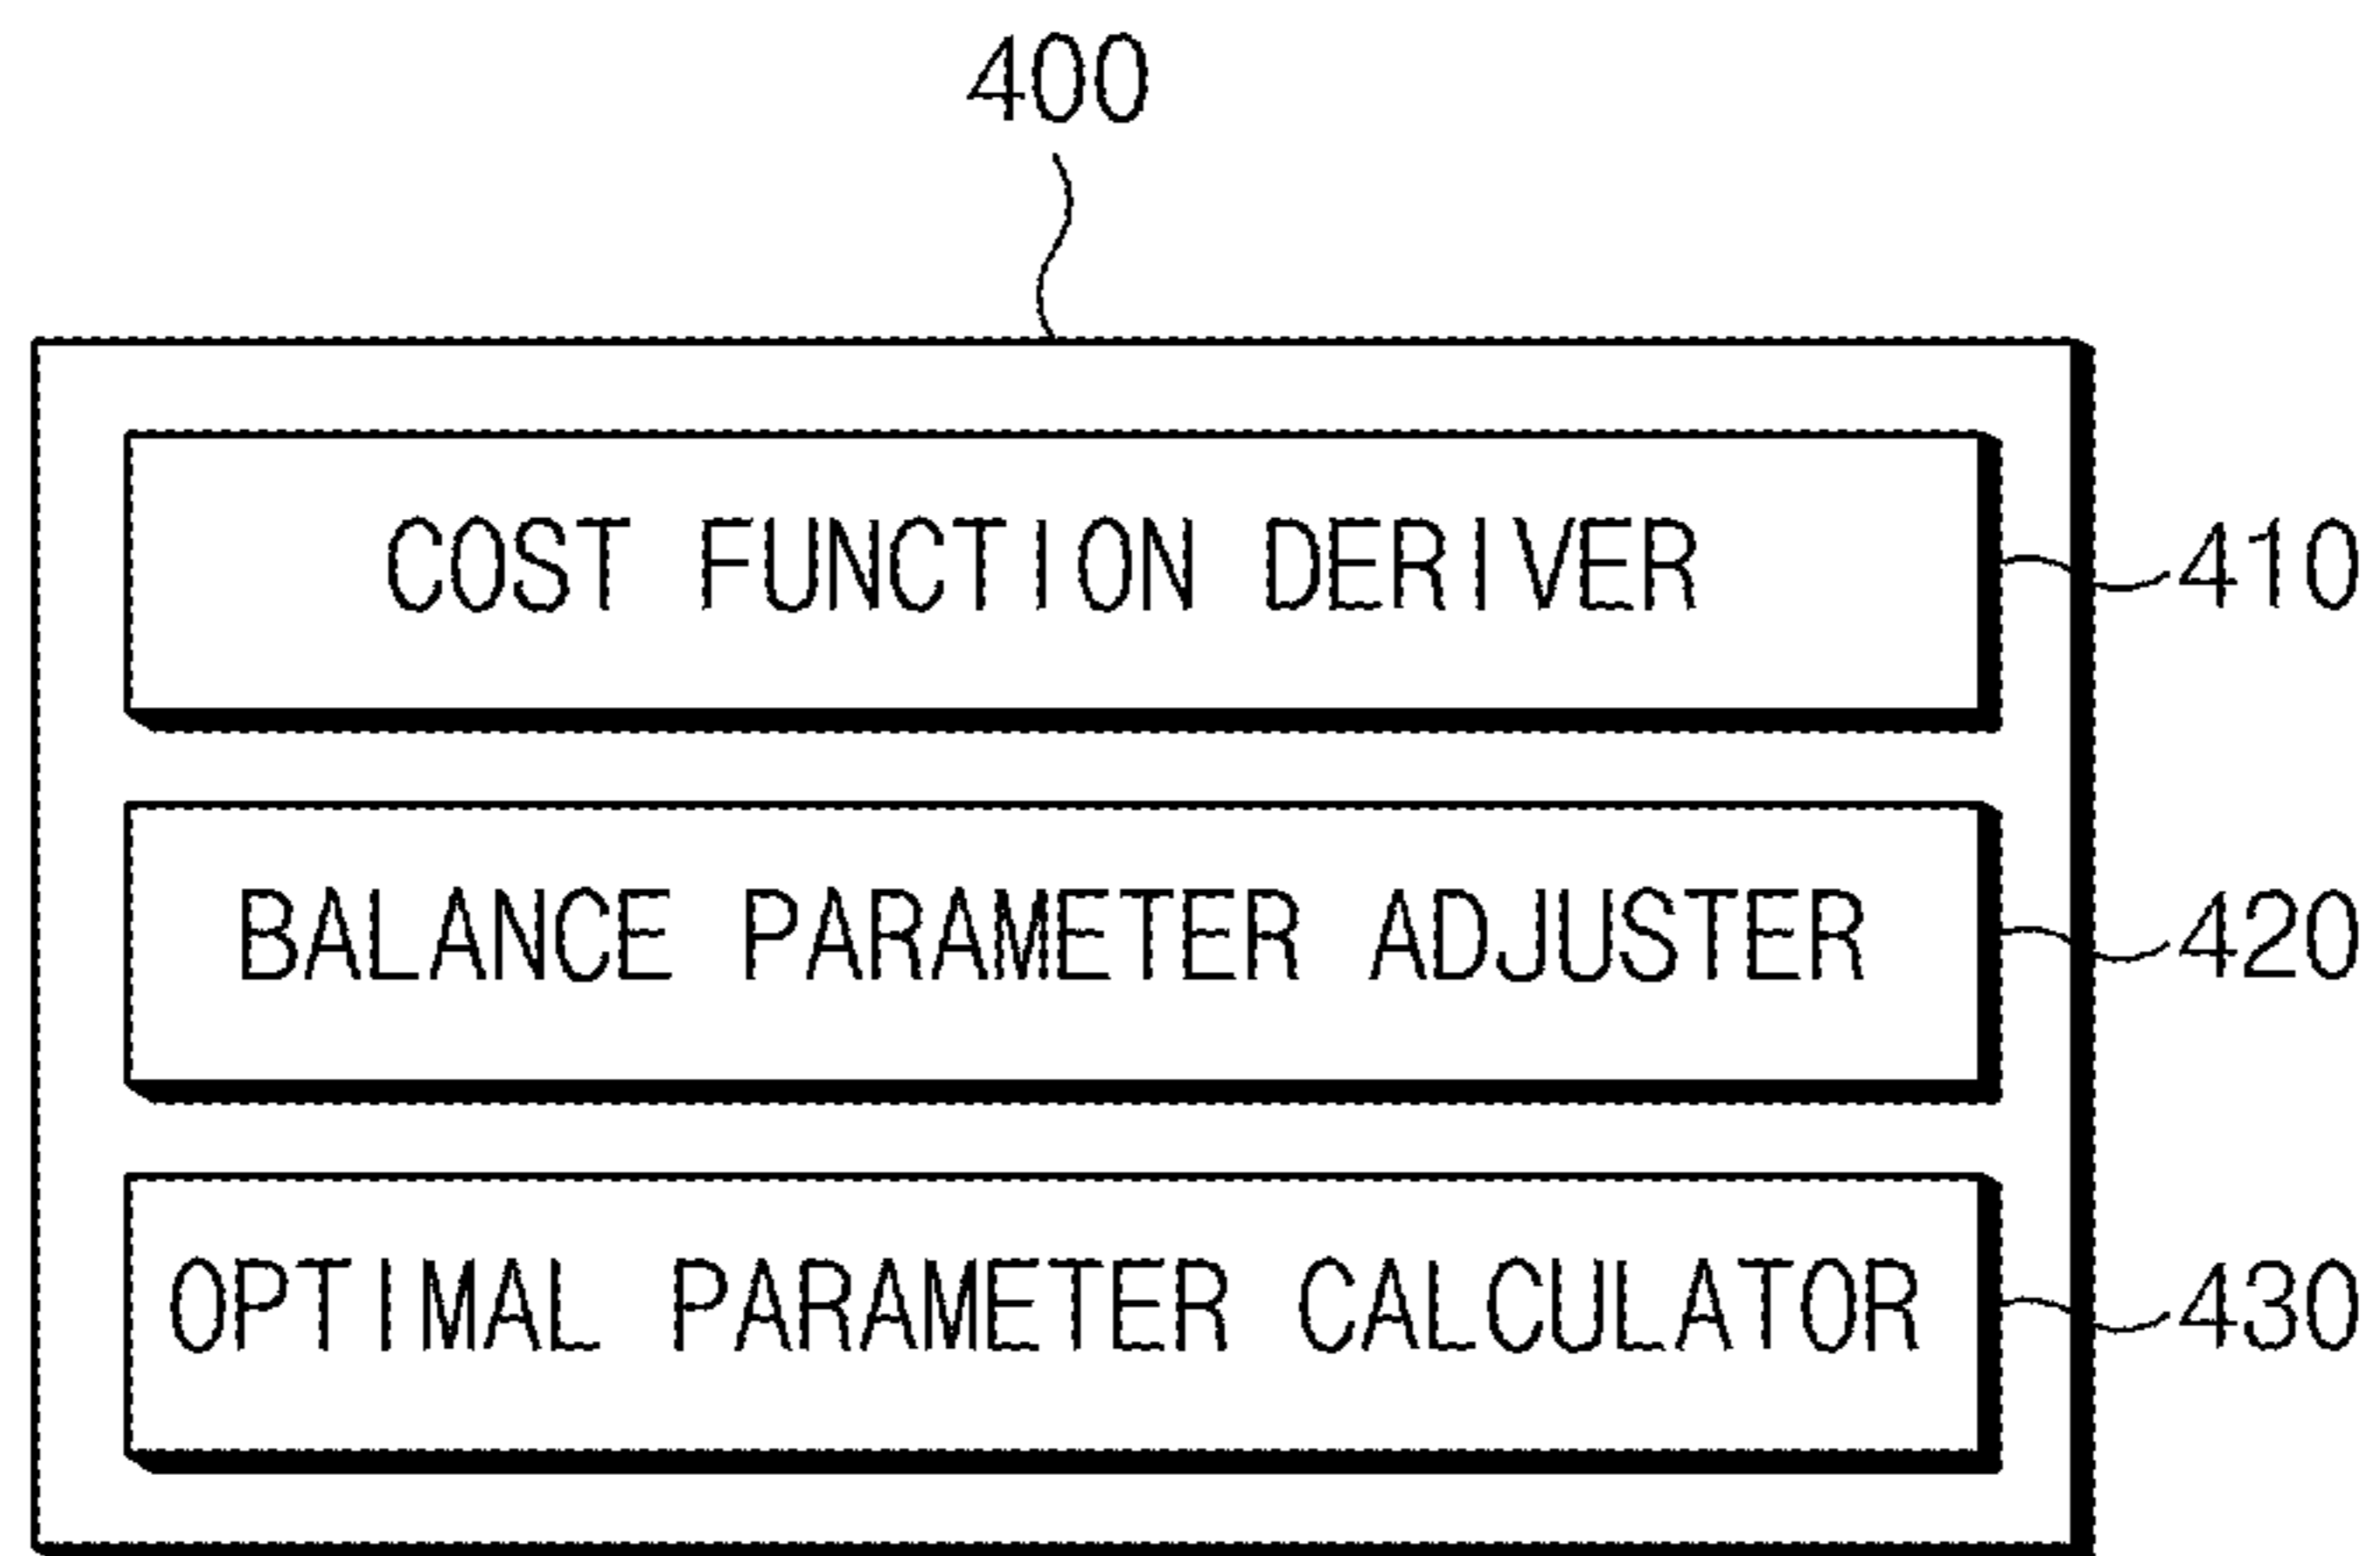 400
COST FUNCTION DERIVER 410
BALANCE PARAMETER ADJUSTER 420
OPTIMAL PARAMETER CALCULATOR 430